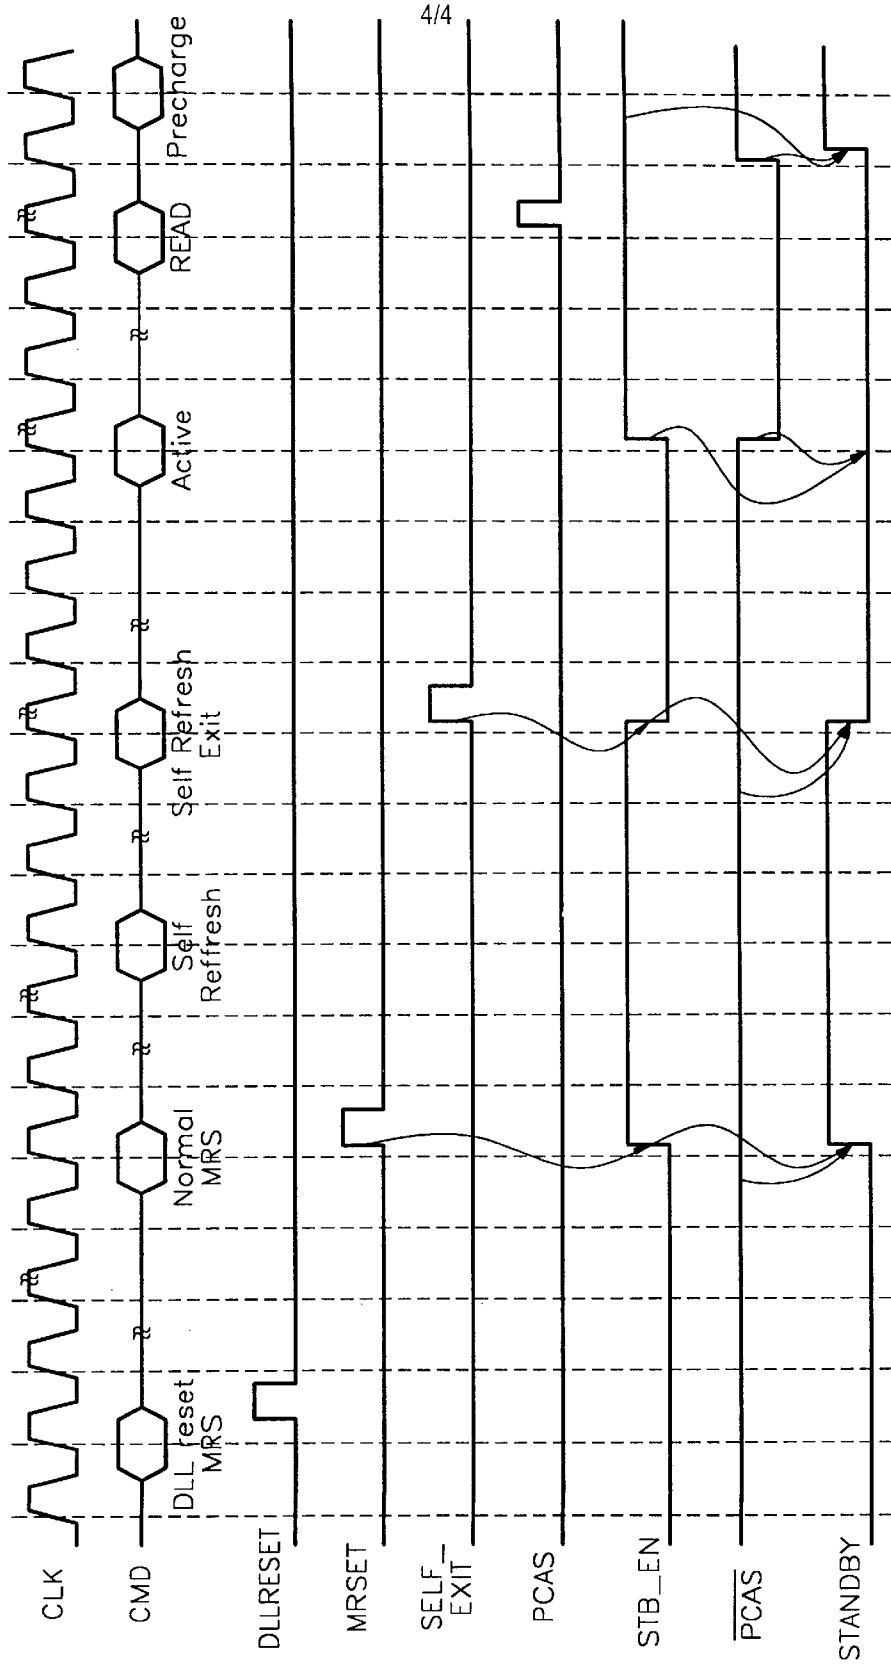 4/4
CLK
CMD
DLL reset
MRS
Normal
MRS
Self
Reffresh
Self Refresh
Exit
Active
READ
Precharge
DLLRESET
MRSET
SELF_
EXIT
PCAS
STB_EN
PCAS
STANDBY